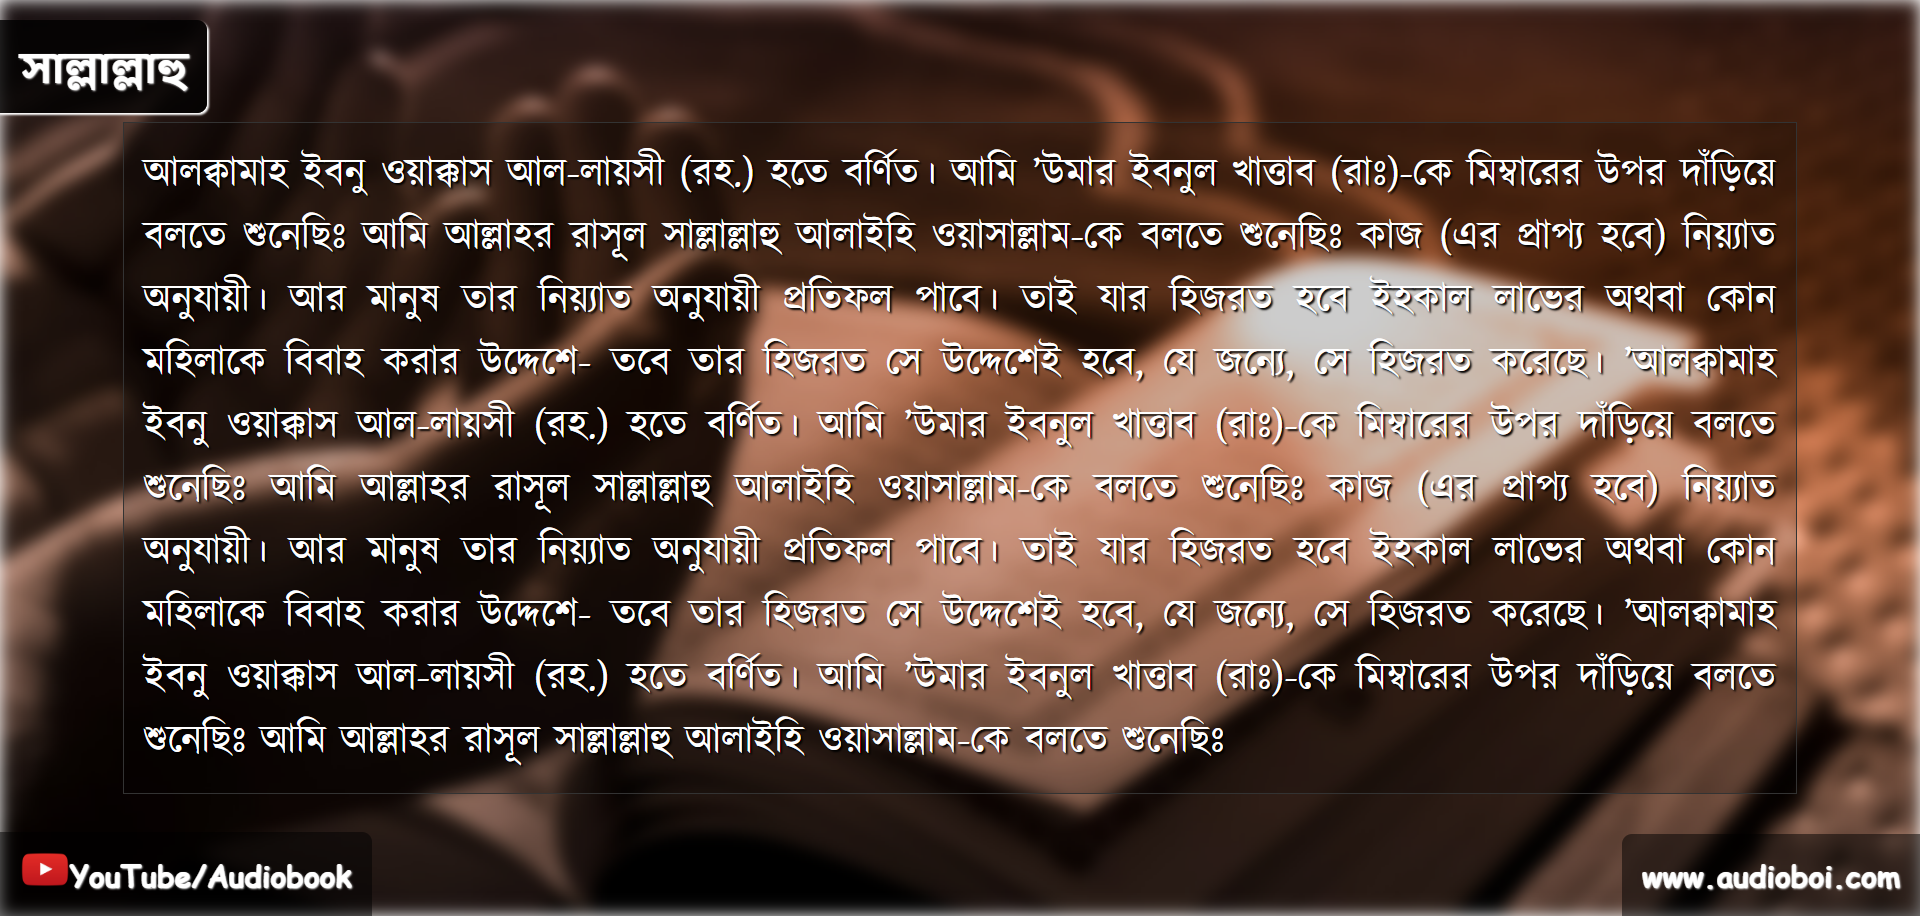 সাল্লাল্লাহু
আলক্বামাহ ইবনু ওয়াক্কাস আল-লায়সী (রহ.) হতে বর্ণিত। আমি ’উমার ইবনুল খাত্তাব (রাঃ)-কে মিম্বারের উপর দাঁড়িয়ে
বলতে শুনেছিঃ আমি আল্লাহর রাসূল সাল্লাল্লাহু আলাইহি ওয়াসাল্লাম-কে বলতে শুনেছিঃ কাজ (এর প্রাপ্য হবে) নিয়্যাত
অনুযায়ী। আর মানুষ তার নিয়্যাত অনুযায়ী প্রতিফল পাবে। তাই যার হিজরত হবে ইহকাল লাভের অথবা কোন
মহিলাকে বিবাহ করার উদ্দেশে- তবে তার হিজরত সে উদ্দেশেই হবে, যে জন্যে, সে হিজরত করেছে। ’আলক্বামাহ
ইবনু ওয়াক্কাস আল-লায়সী (রহ.) হতে বর্ণিত। আমি ’উমার ইবনুল খাত্তাব (রাঃ)-কে মিম্বারের উপর দাঁড়িয়ে বলতে
শুনেছিঃ আমি আল্লাহর রাসূল সাল্লাল্লাহু আলাইহি ওয়াসাল্লাম-কে বলতে শুনেছিঃ কাজ (এর প্রাপ্য হবে) নিয়্যাত
অনুযায়ী। আর মানুষ তার নিয়্যাত অনুযায়ী প্রতিফল পাবে। তাই যার হিজরত হবে ইহকাল লাভের অথবা কোন
মহিলাকে বিবাহ করার উদ্দেশে- তবে তার হিজরত সে উদ্দেশেই হবে, যে জন্যে, সে হিজরত করেছে। ’আলক্বামাহ
ইবনু ওয়াক্কাস আল-লায়সী (রহ.) হতে বর্ণিত। আমি ’উমার ইবনুল খাত্তাব (রাঃ)-কে মিম্বারের উপর দাঁড়িয়ে বলতে
শুনেছিঃ আমি আল্লাহর রাসূল সাল্লাল্লাহু আলাইহি ওয়াসাল্লাম-কে বলতে শুনেছিঃ
YouTube/Audiobook
www.audioboi.com